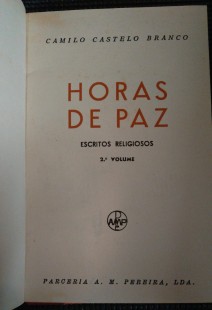 CAMILO CASTELO BRANCO
HORAS
DE PAZ
ESCRITOS RELIGIOSOS
2.º VOLUME
PARCERIA A. M. PEREIRA, LDA.